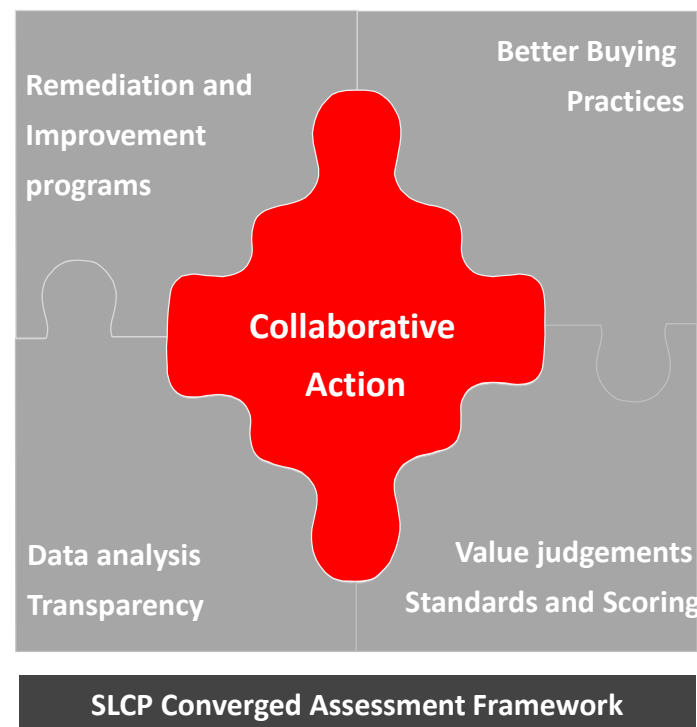 Remediation and
Improvement
programs
Better Buying
Practices
Collaborative
Action
Data analysis
Transparency
Value judgements
Standards and Scoring
SLCP Converged Assessment Framework